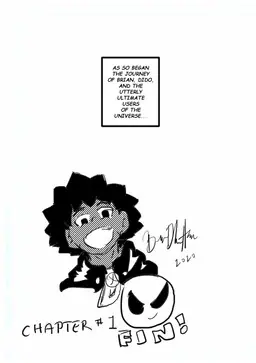 AS SO BEGAN
THE JOURNEY
OF BRIAN, DIDO,
AND THE
UTTERLY
ULTIMATE
USERS
OF THE
UNIVERSE...
2020
CHAPTER #1
FIN!